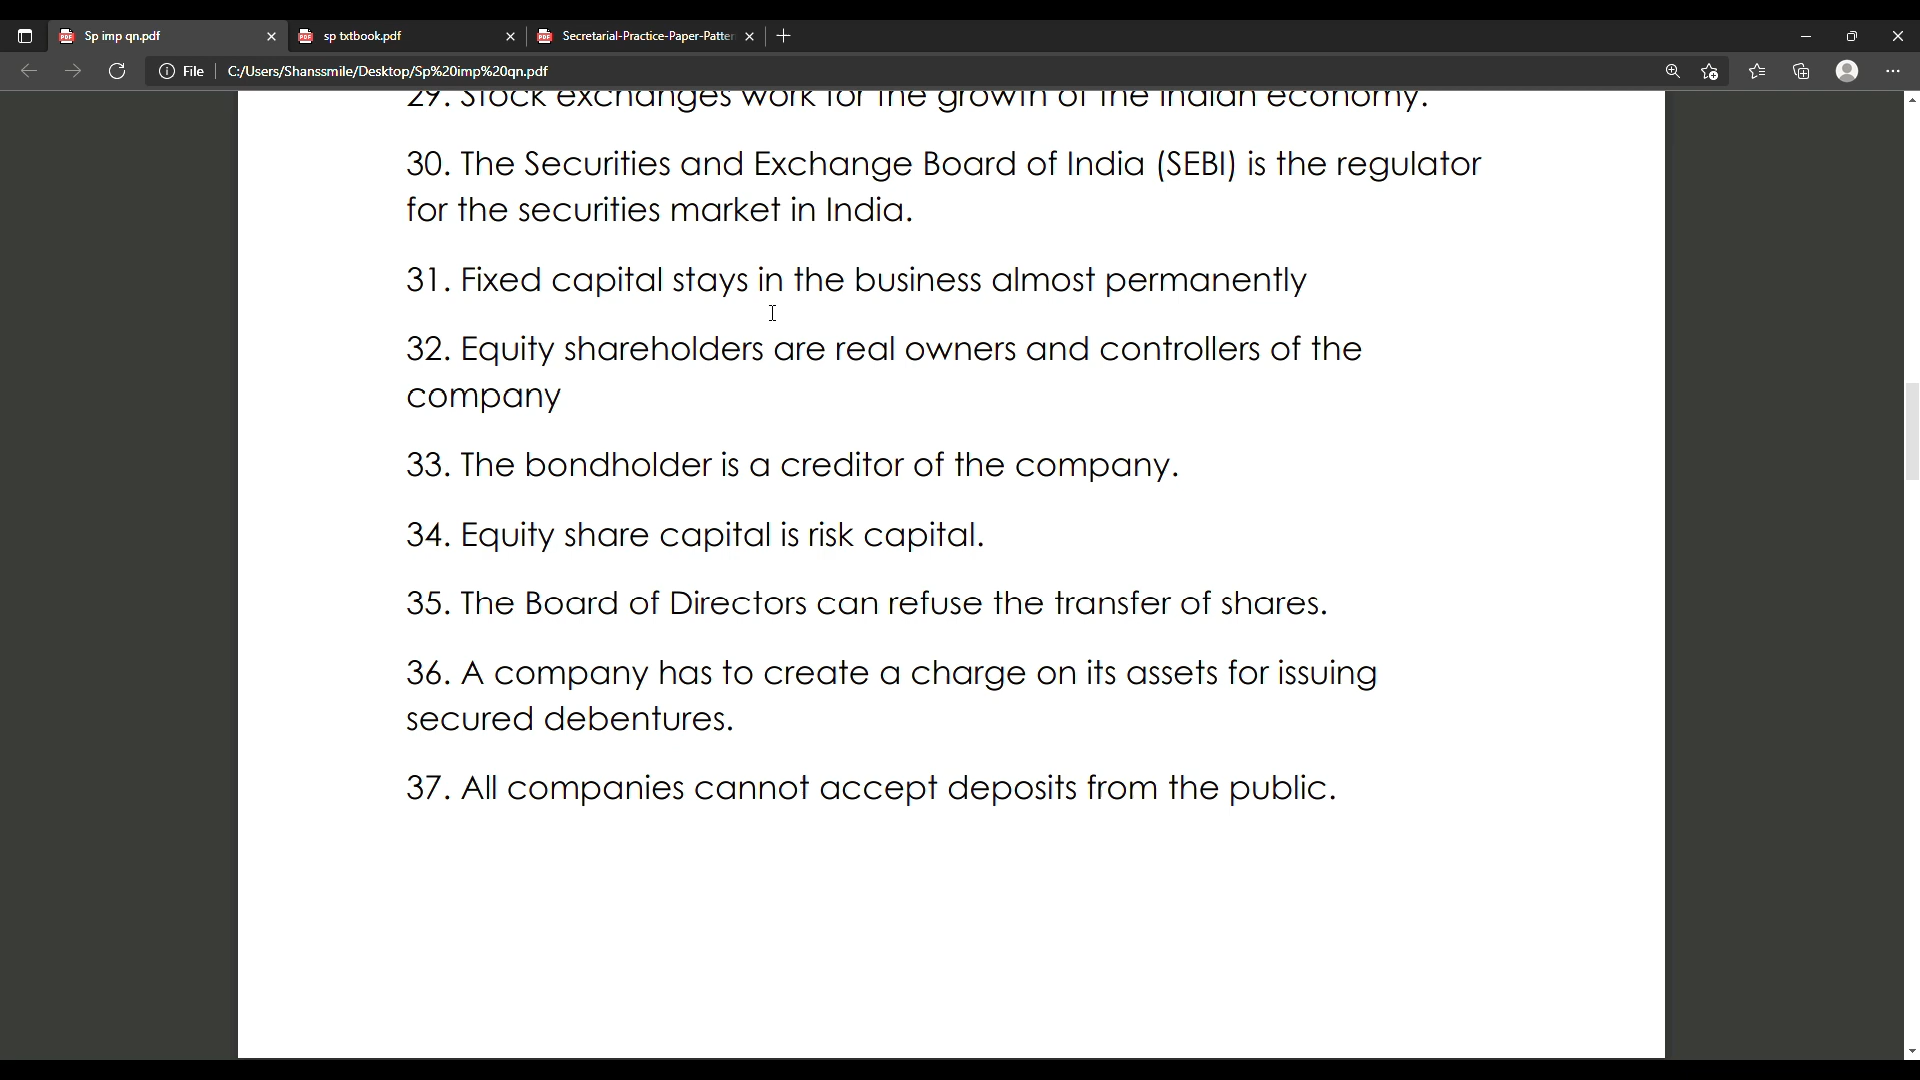 Sp imp qn.pdf
sp txtbook.pdf
Secretarial-Practice-Paper-Patter
File
C:/Users/Shanssmile/Desktop/Sp%20imp%20qn.pdf
29. Stock exchanges work for the growth of the Indian economy.
30. The Securities and Exchange Board of India (SEBI) is the regulator
for the securities market in India.
31. Fixed capital stays in the business almost permanently
32. Equity shareholders are real owners and controllers of the
company
33. The bondholder is a creditor of the company.
34. Equity share capital is risk capital.
35. The Board of Directors can refuse the transfer of shares.
36. A company has to create a charge on its assets for issuing
secured debentures.
37. All companies cannot accept deposits from the public.